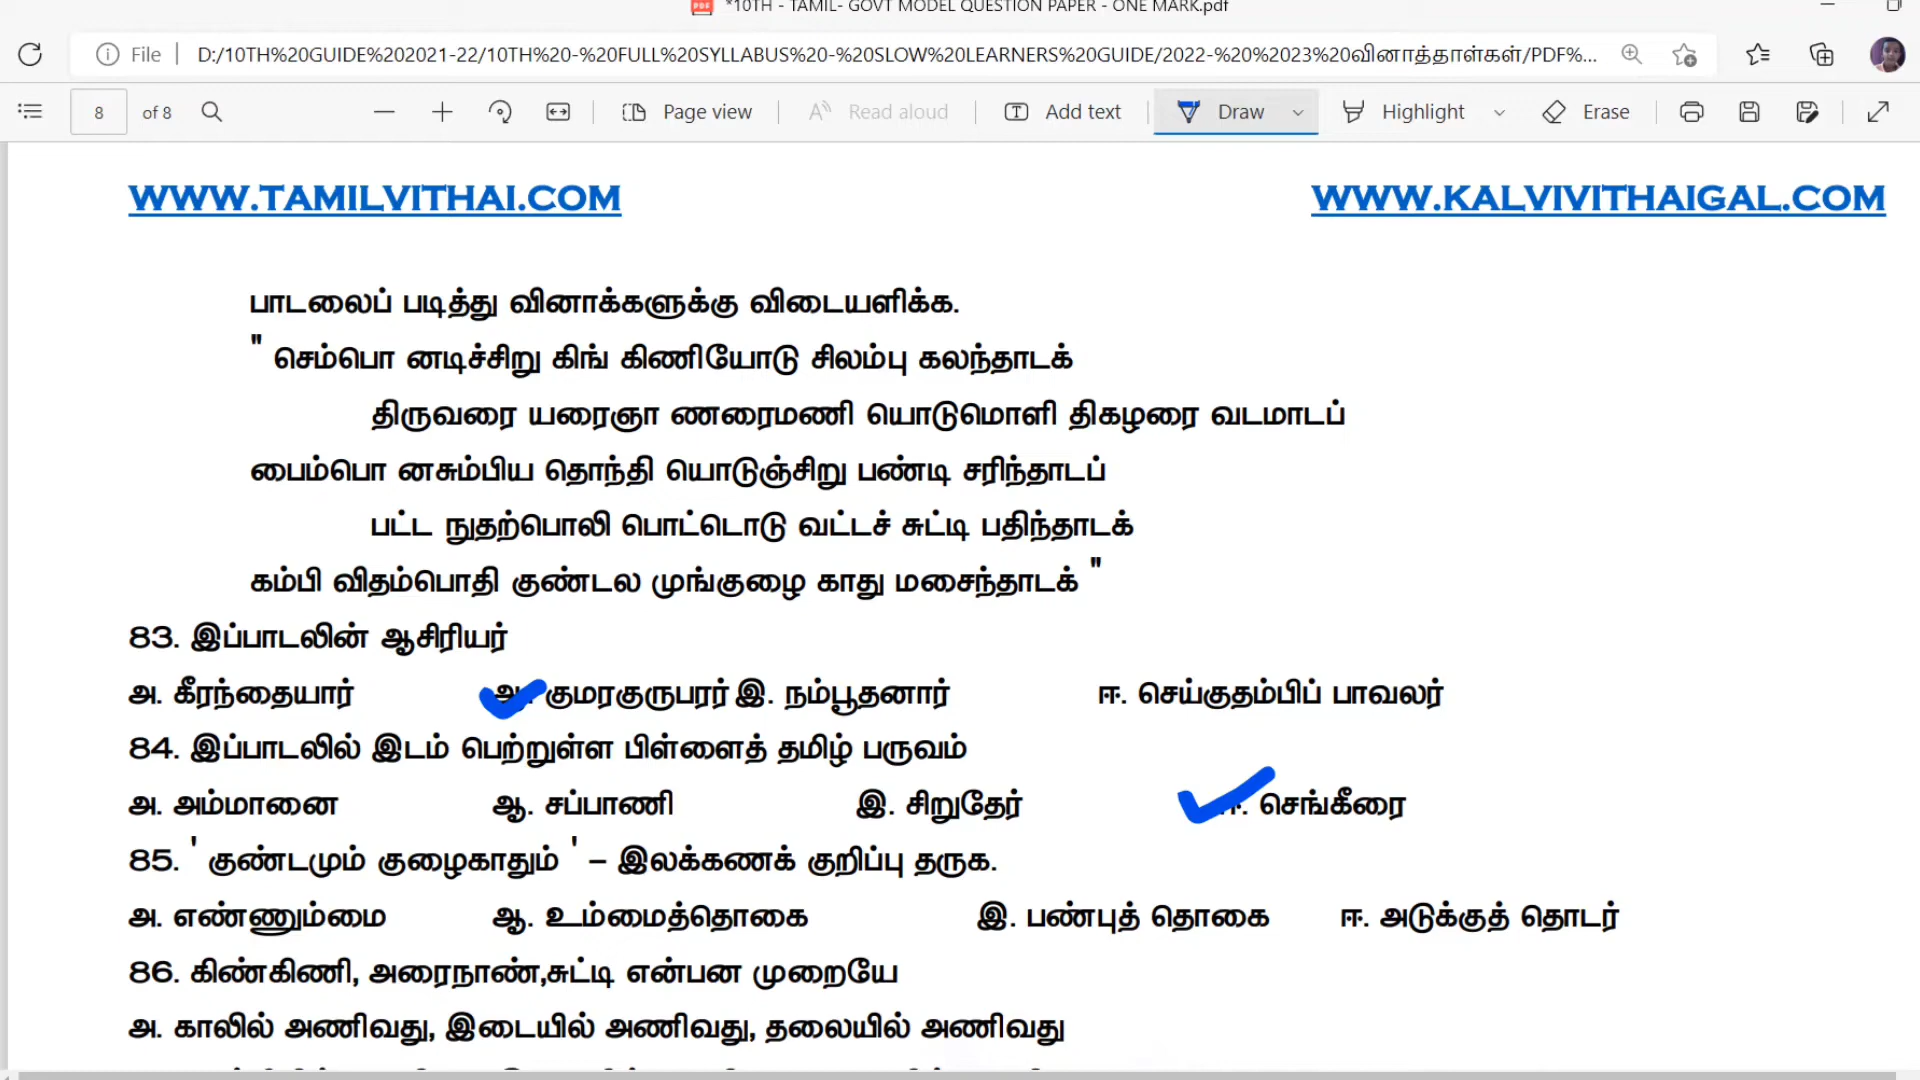 *10TH - TAMIL- GOVT MODEL QUESTION PAPER - ONE MARK.pdf
File D:/10TH%20GUIDE%202021-22/10TH%20-%20FULL%20SYLLABUS%20-%20SLOW%20LEARNERS%20GUIDE/2022-%20%202023%20வினாத்தாள்கள்/PDF%...
8 of 8 Page view Read aloud Add text Draw Highlight Erase
WWW.TAMILVITHAI.COM WWW.KALVIVITHAIGAL.COM
பாடலைப் படித்து வினாக்களுக்கு விடையளிக்க.
" செம்பொ னடிச்சிறு கிங் கிணியோடு சிலம்பு கலந்தாடக்
திருவரை யரைஞா ணரைமணி யொடுமொளி திகழரை வடமாடப்
பைம்பொ னசும்பிய தொந்தி யொடுஞ்சிறு பண்டி சரிந்தாடப்
பட்ட நுதற்பொலி பொட்டொடு வட்டச் சுட்டி பதிந்தாடக்
கம்பி விதம்பொதி குண்டல முங்குழை காது மசைந்தாடக் "
83. இப்பாடலின் ஆசிரியர்
அ. கீரந்தையார் ஆ. குமரகுருபரர் இ. நம்பூதனார் ஈ. செய்குதம்பிப் பாவலர்
84. இப்பாடலில் இடம் பெற்றுள்ள பிள்ளைத் தமிழ் பருவம்
அ. அம்மானை ஆ. சப்பாணி இ. சிறுதேர் ஈ. செங்கீரை
85. ' குண்டமும் குழைகாதும் ' – இலக்கணக் குறிப்பு தருக.
அ. எண்ணும்மை ஆ. உம்மைத்தொகை இ. பண்புத் தொகை ஈ. அடுக்குத் தொடர்
86. கிண்கிணி, அரைநாண்,சுட்டி என்பன முறையே
அ. காலில் அணிவது, இடையில் அணிவது, தலையில் அணிவது